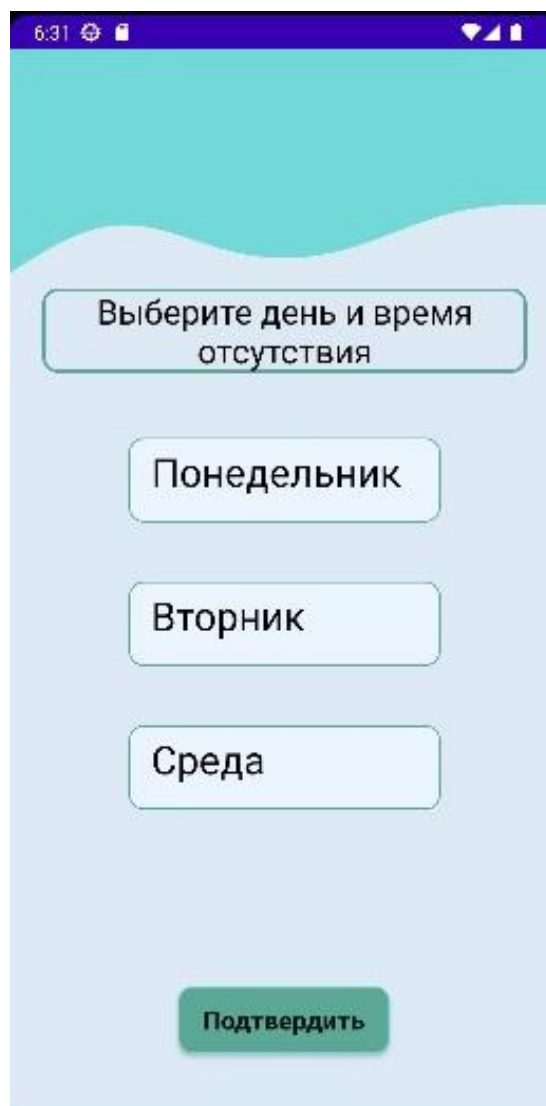 6:31
Выберите день и время
отсутствия
Понедельник
Вторник
Среда
Подтвердить